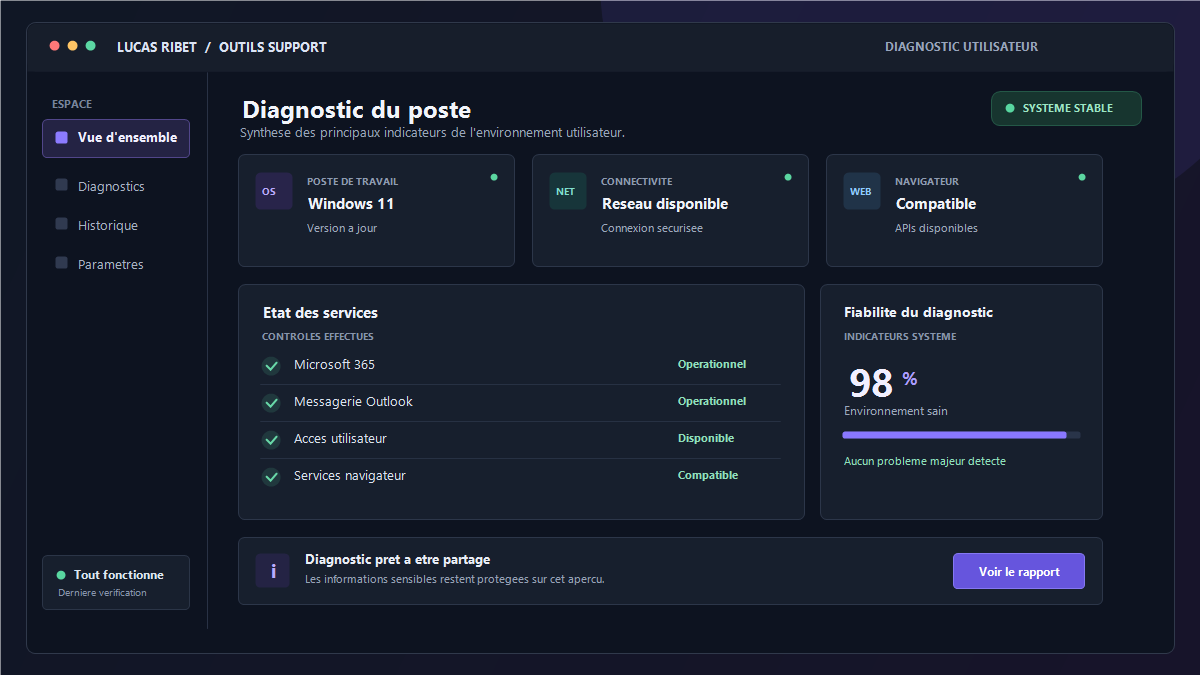 LUCAS RIBET / OUTILS SUPPORT
DIAGNOSTIC UTILISATEUR
ESPACE
Vue d'ensemble
Diagnostics
Historique
Parametres
Tout fonctionne
Derniere verification
Diagnostic du poste
Synthese des principaux indicateurs de l'environnement utilisateur.
SYSTEME STABLE
OS
POSTE DE TRAVAIL
Windows 11
Version a jour
NET
CONNECTIVITE
Reseau disponible
Connexion securisee
WEB
NAVIGATEUR
Compatible
APIs disponibles
Etat des services
CONTROLES EFFECTUES
Microsoft 365 Operationnel
Messagerie Outlook Operationnel
Acces utilisateur Disponible
Services navigateur Compatible
Fiabilite du diagnostic
INDICATEURS SYSTEME
98 %
Environnement sain
Aucun probleme majeur detecte
i
Diagnostic pret a etre partage
Les informations sensibles restent protegees sur cet apercu.
Voir le rapport